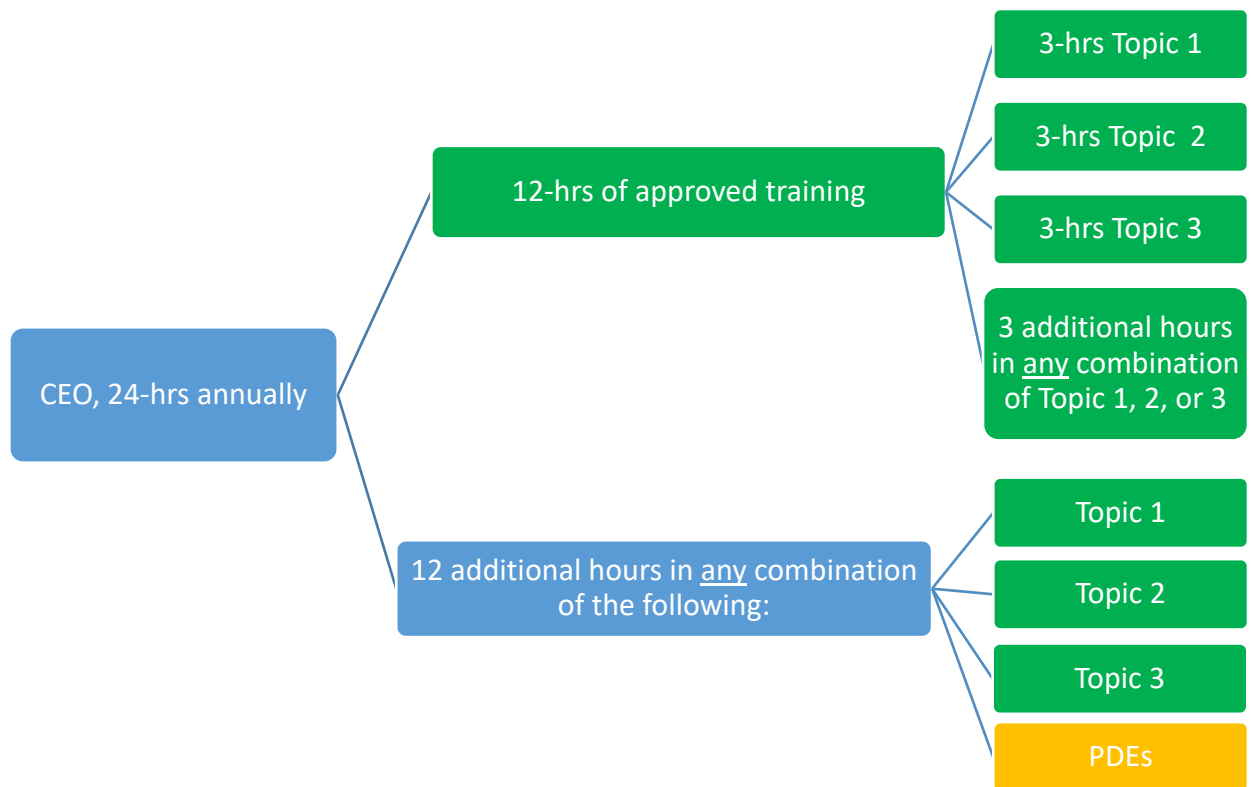 3-hrs Topic 1
3-hrs Topic  2
12-hrs of approved training
3-hrs Topic 3
3 additional hours
in any combination
of Topic 1, 2, or 3
CEO, 24-hrs annually
Topic 1
12 additional hours in any combination
of the following:
Topic 2
Topic 3
PDEs